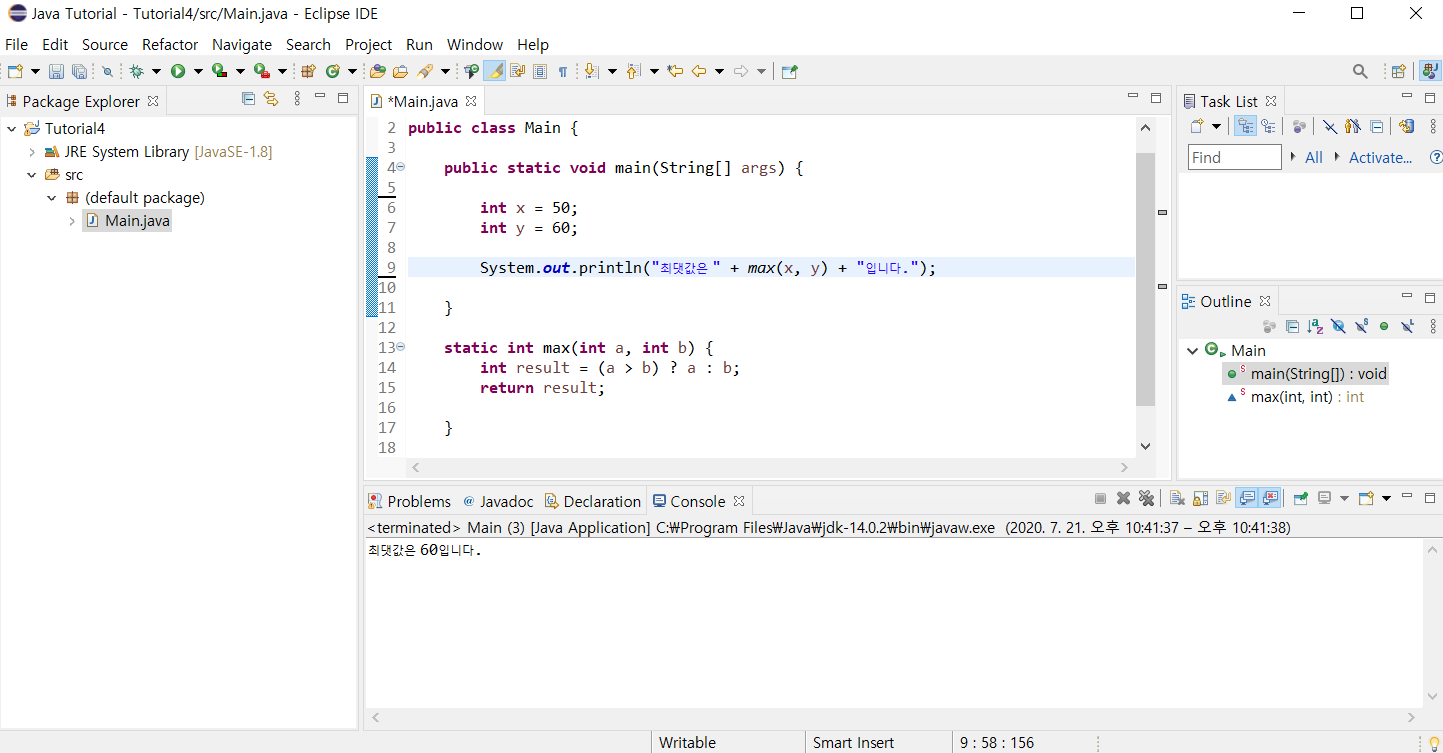 Java Tutorial - Tutorial4/src/Main.java - Eclipse IDE
File Edit Source Refactor Navigate Search Project Run Window Help
Package Explorer
Tutorial4
JRE System Library [JavaSE-1.8]
src
(default package)
Main.java
*Main.java
2 public class Main {
3
4 public static void main(String[] args) {
5
6 int x = 50;
7 int y = 60;
8
9 System.out.println("최댓값은 " + max(x, y) + "입니다.");
10
11 }
12
13 static int max(int a, int b) {
14 int result = (a > b) ? a : b;
15 return result;
16
17 }
18
Task List
Find All Activate...
Outline
Main
main(String[]) : void
max(int, int) : int
Problems @ Javadoc Declaration Console
<terminated> Main (3) [Java Application] C:₩Program Files₩Java₩jdk-14.0.2₩bin₩javaw.exe (2020. 7. 21. 오후 10:41:37 – 오후 10:41:38)
최댓값은 60입니다.
Writable Smart Insert 9 : 58 : 156